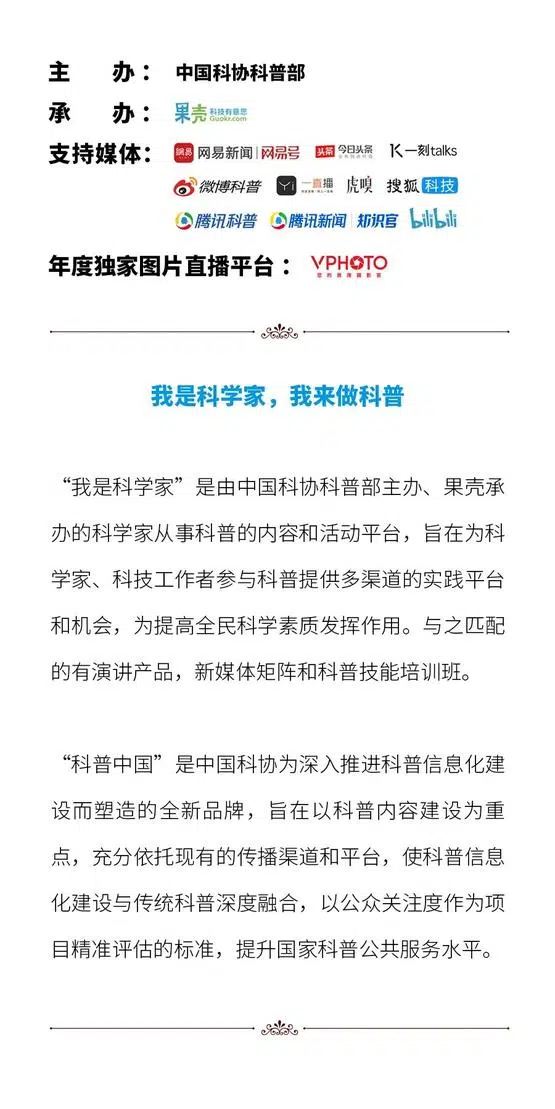 主 办： 中国科协科普部
承 办： 果壳 科技有意思 Guokr.com
支持媒体： 網易 网易新闻 | 网易号 头条 今日头条 一刻talks
微博科普 Yi 一直播 虎嗅 搜狐科技
腾讯科普 腾讯新闻 | 知识官 bilibili
年度独家图片直播平台： VPHOTO
我是科学家，我来做科普
“我是科学家”是由中国科协科普部主办、果壳承
办的科学家从事科普的内容和活动平台，旨在为科
学家、科技工作者参与科普提供多渠道的实践平台
和机会，为提高全民科学素质发挥作用。与之匹配
的有演讲产品，新媒体矩阵和科普技能培训班。
“科普中国”是中国科协为深入推进科普信息化建
设而塑造的全新品牌，旨在以科普内容建设为重
点，充分依托现有的传播渠道和平台，使科普信息
化建设与传统科普深度融合，以公众关注度作为项
目精准评估的标准，提升国家科普公共服务水平。